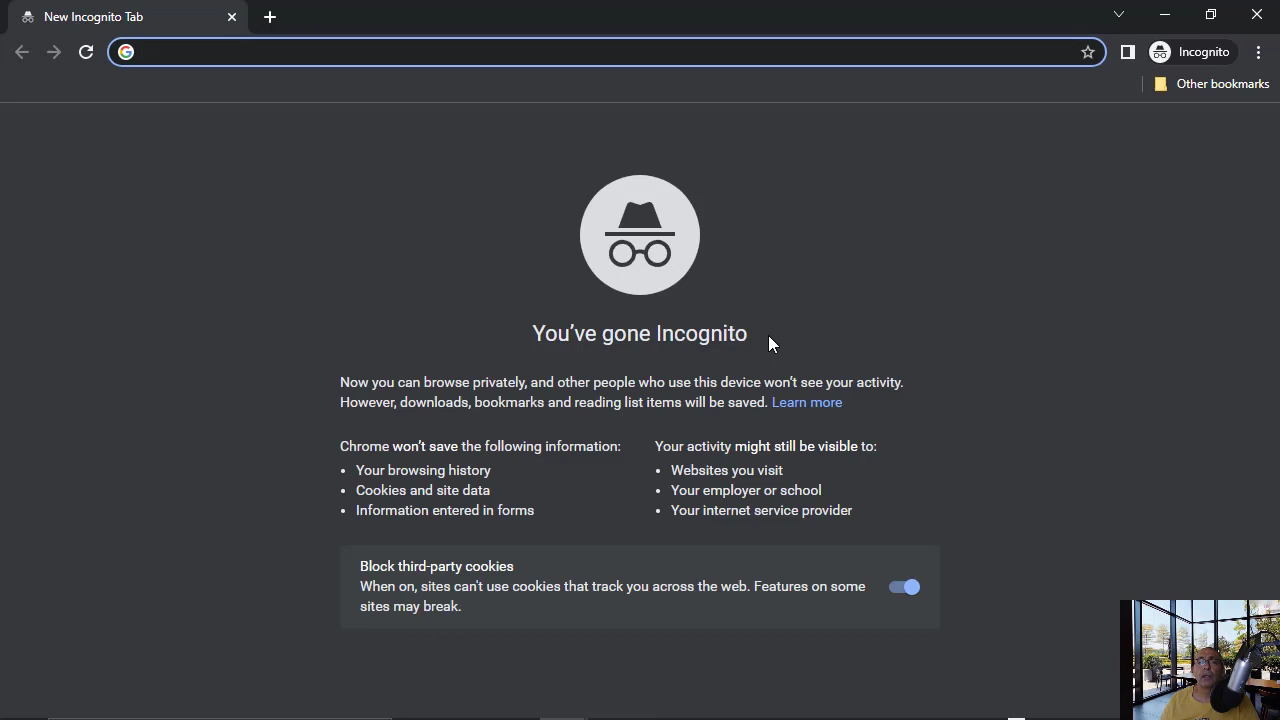 New Incognito Tab
Incognito
Other bookmarks
You’ve gone Incognito
Now you can browse privately, and other people who use this device won’t see your activity.
However, downloads, bookmarks and reading list items will be saved. Learn more
Chrome won’t save the following information:
Your browsing history
Cookies and site data
Information entered in forms
Your activity might still be visible to:
Websites you visit
Your employer or school
Your internet service provider
Block third-party cookies
When on, sites can't use cookies that track you across the web. Features on some
sites may break.